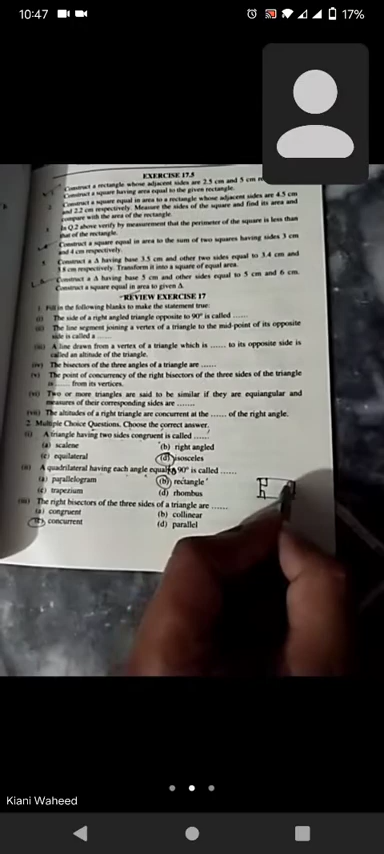 10:47
17%
EXERCISE 17.5
Construct a rectangle whose adjacent sides are 2.5 cm and 5 cm
Construct a square having area equal to the given rectangle.
2. Construct a square equal in area to a rectangle whose adjacent sides are 4.5 cm
and 2.2 cm respectively. Measure the sides of the square and find its area and
compare with the area of the rectangle.
3. In Q.2 above verify by measurement that the perimeter of the square is less than
that of the rectangle.
Construct a square equal in area to the sum of two squares having sides 3 cm
and 4 cm respectively.
Construct a Δ having base 3.5 cm and other two sides equal to 3.4 cm and
3.8 cm respectively. Transform it into a square of equal area.
Construct a Δ having base 5 cm and other sides equal to 5 cm and 6 cm.
Construct a square equal in area to given Δ.
REVIEW EXERCISE 17
1. Fill in the following blanks to make the statement true:
(i) The side of a right angled triangle opposite to 90° is called ......
(ii) The line segment joining a vertex of a triangle to the mid-point of its opposite
side is called a ......
(iii) A line drawn from a vertex of a triangle which is ...... to its opposite side is
called an altitude of the triangle.
(iv) The bisectors of the three angles of a triangle are ......
(v) The point of concurrency of the right bisectors of the three sides of the triangle
is ...... from its vertices.
(vi) Two or more triangles are said to be similar if they are equiangular and
measures of their corresponding sides are ......
(vii) The altitudes of a right triangle are concurrent at the ...... of the right angle.
2. Multiple Choice Questions. Choose the correct answer.
(i) A triangle having two sides congruent is called ......
(a) scalene (b) right angled
(c) equilateral (d) isosceles
(ii) A quadrilateral having each angle equal to 90° is called ......
(a) parallelogram (b) rectangle
(c) trapezium (d) rhombus
(iii) The right bisectors of the three sides of a triangle are ......
(a) congruent (b) collinear
(c) concurrent (d) parallel
Kiani Waheed